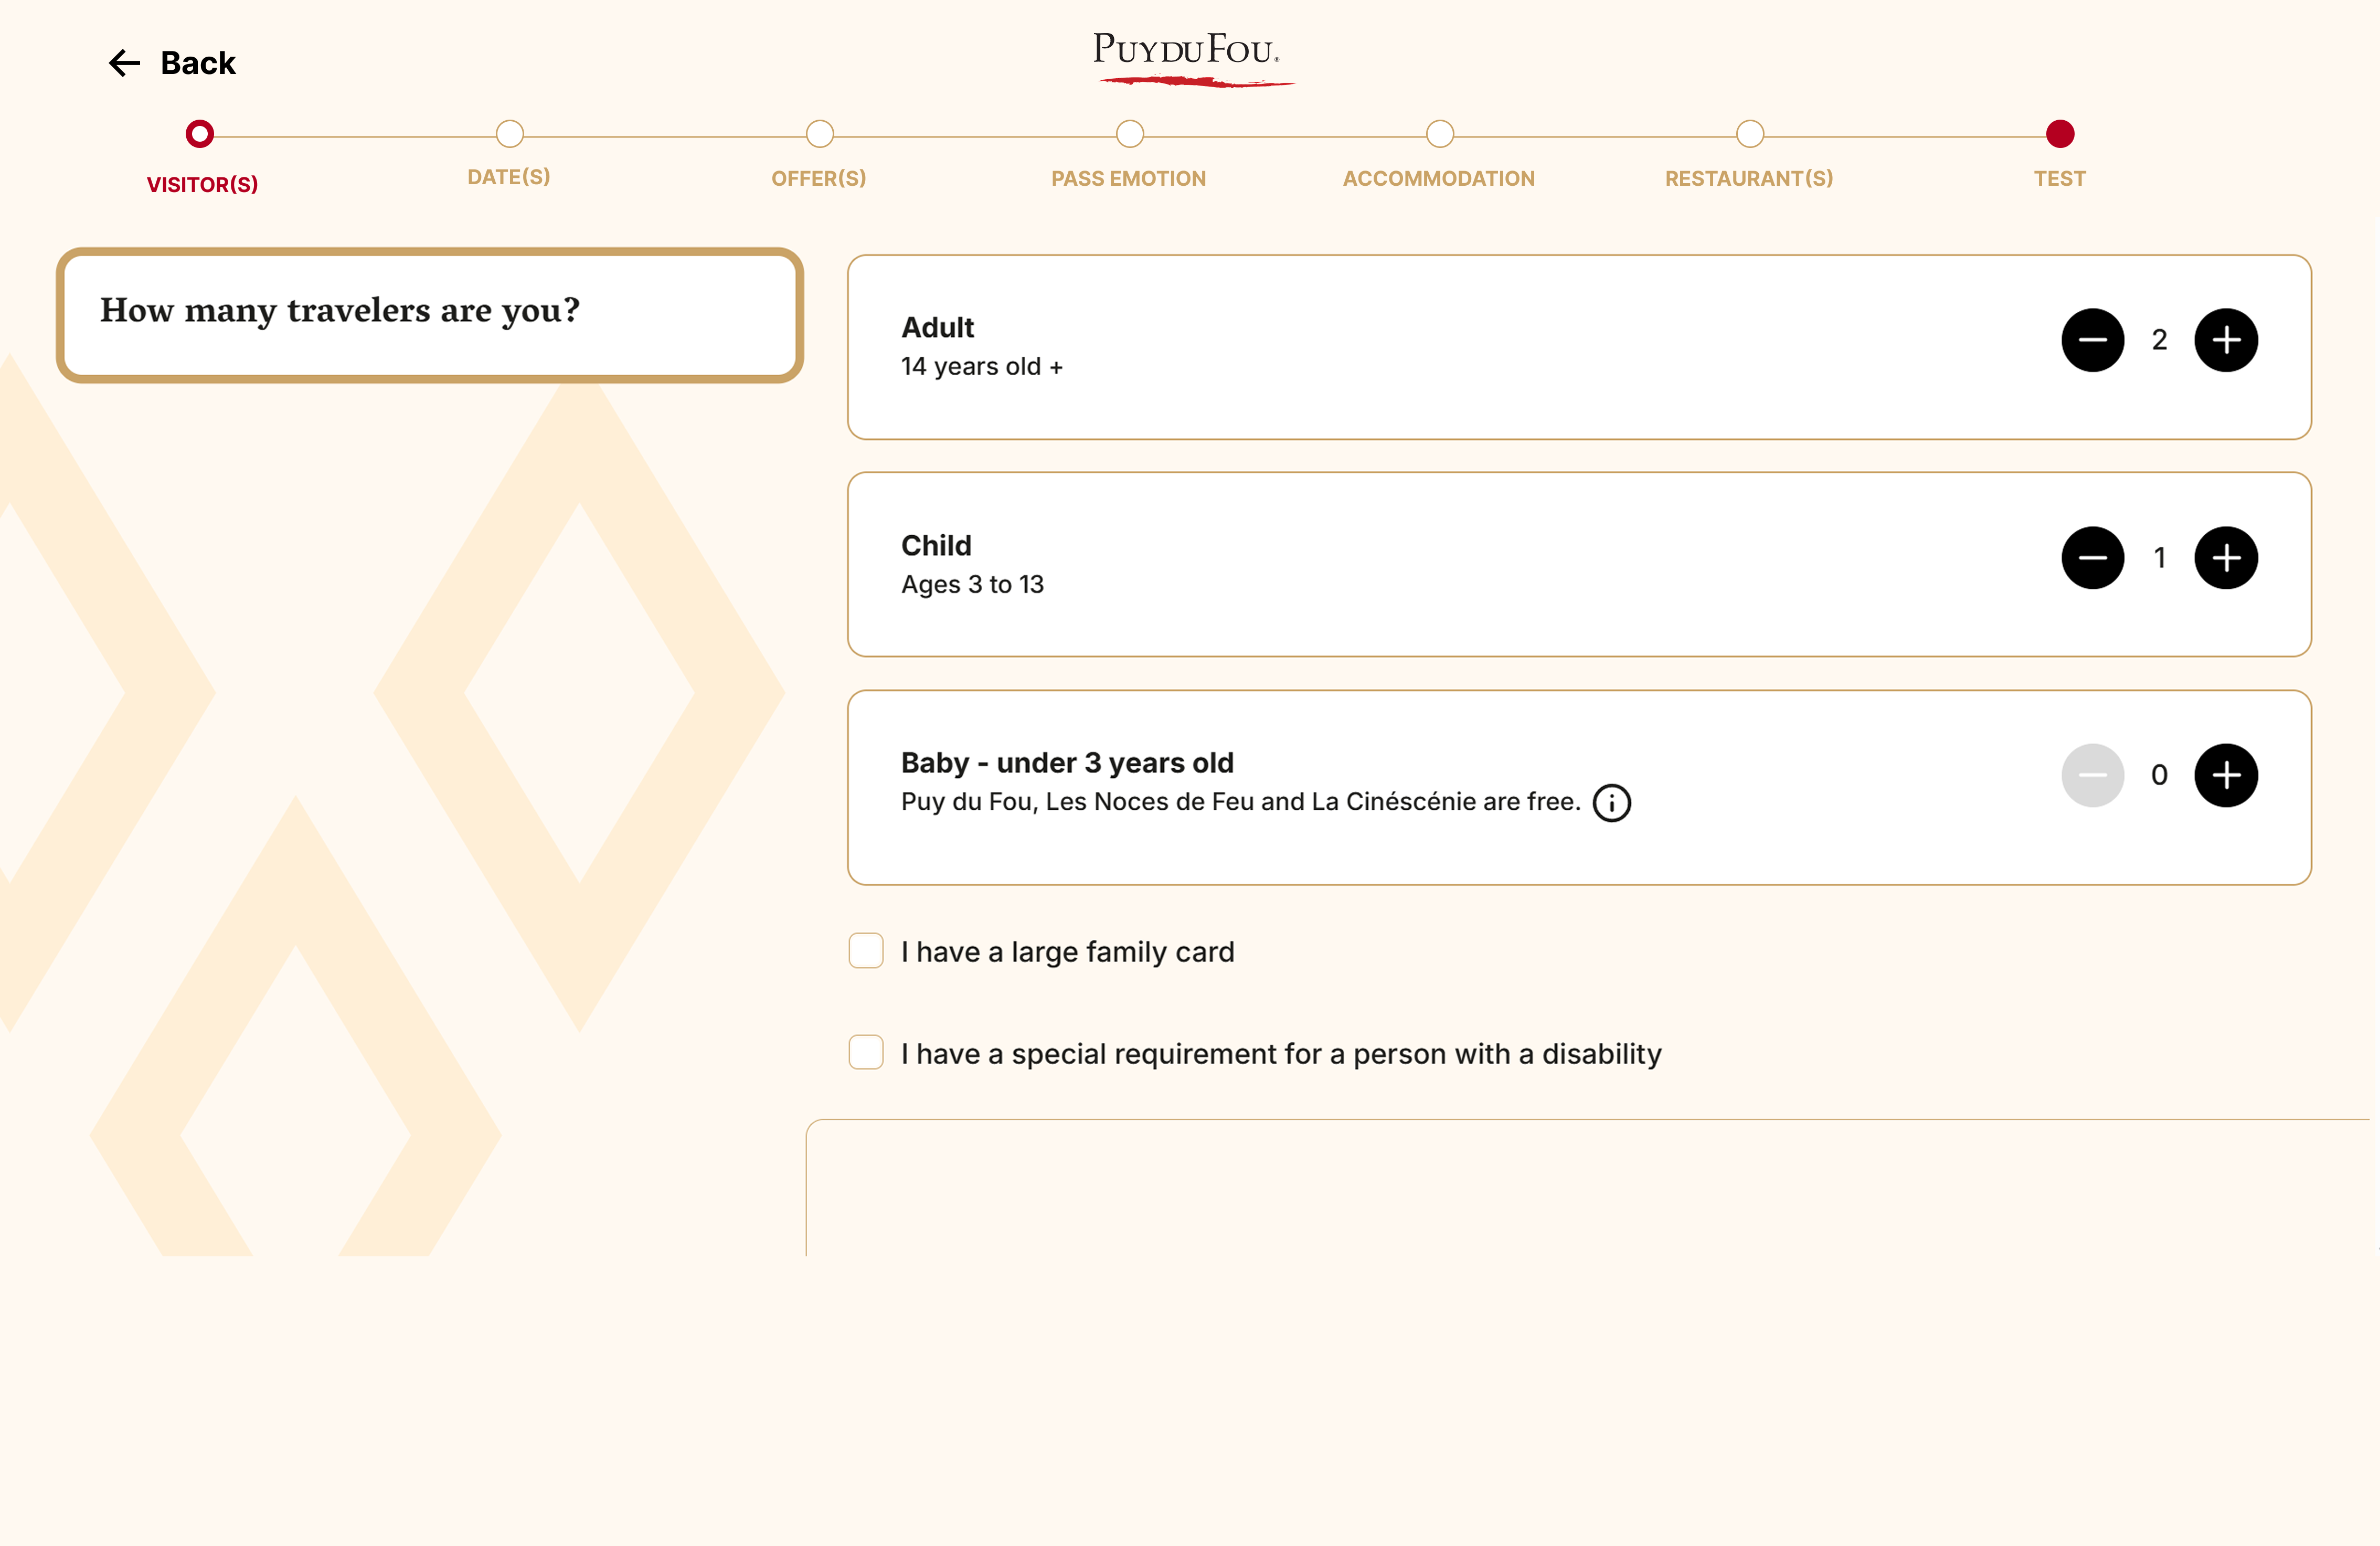 Back
PUYDUFOU®
VISITOR(S)
DATE(S)
OFFER(S)
PASS EMOTION
ACCOMMODATION
RESTAURANT(S)
TEST
How many travelers are you?
Adult
14 years old +
2
Child
Ages 3 to 13
1
Baby - under 3 years old
Puy du Fou, Les Noces de Feu and La Cinéscénie are free.
0
I have a large family card
I have a special requirement for a person with a disability